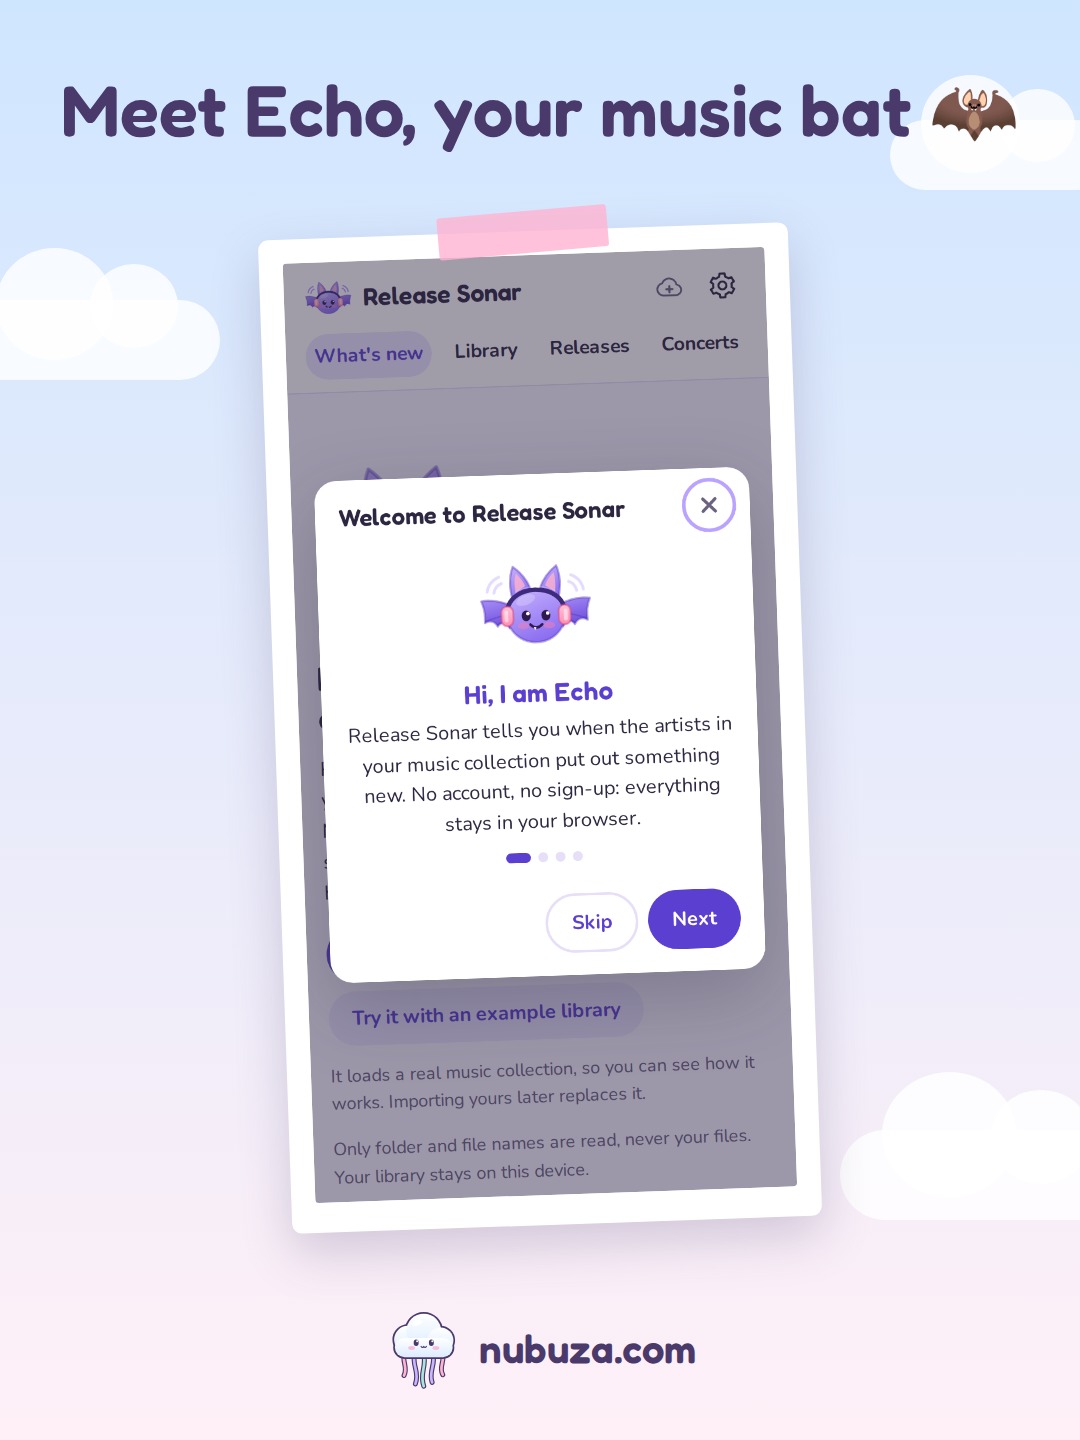 Meet Echo, your music bat
Release Sonar
What's new Library Releases Concerts
Welcome to Release Sonar
Hi, I am Echo
Release Sonar tells you when the artists in
your music collection put out something
new. No account, no sign-up: everything
stays in your browser.
Skip Next
Try it with an example library
It loads a real music collection, so you can see how it
works. Importing yours later replaces it.
Only folder and file names are read, never your files.
Your library stays on this device.
nubuza.com